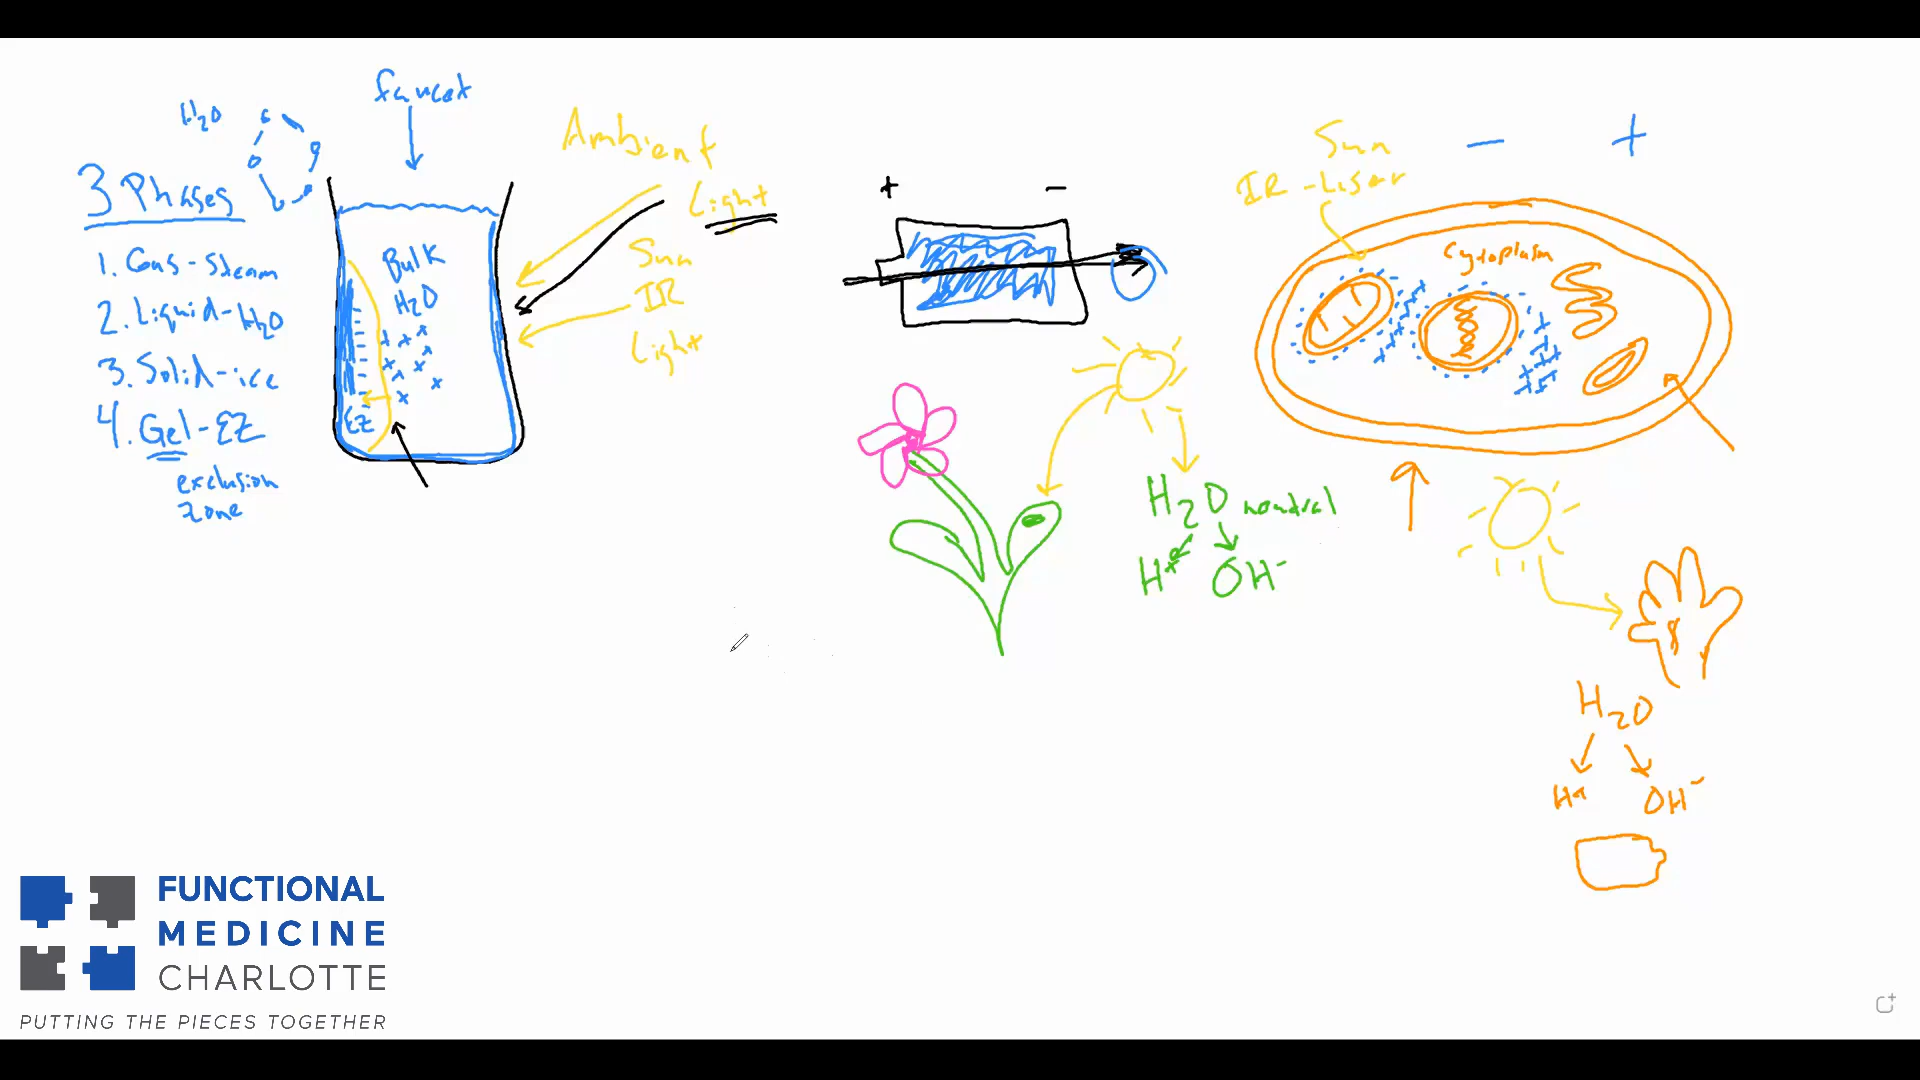 faucet
H2O
3 Phases
1. Gas - Steam
2. Liquid - H2O
3. Solid - ice
4. Gel - EZ
exclusion
zone
Bulk
H2O
EZ
Ambient
Light
Sun
IR
Light
+ −
H2O neutral
H+ OH-
Sun − +
IR - Laser
Cytoplasm
H2O
H+ OH-
FUNCTIONAL
MEDICINE
CHARLOTTE
PUTTING THE PIECES TOGETHER